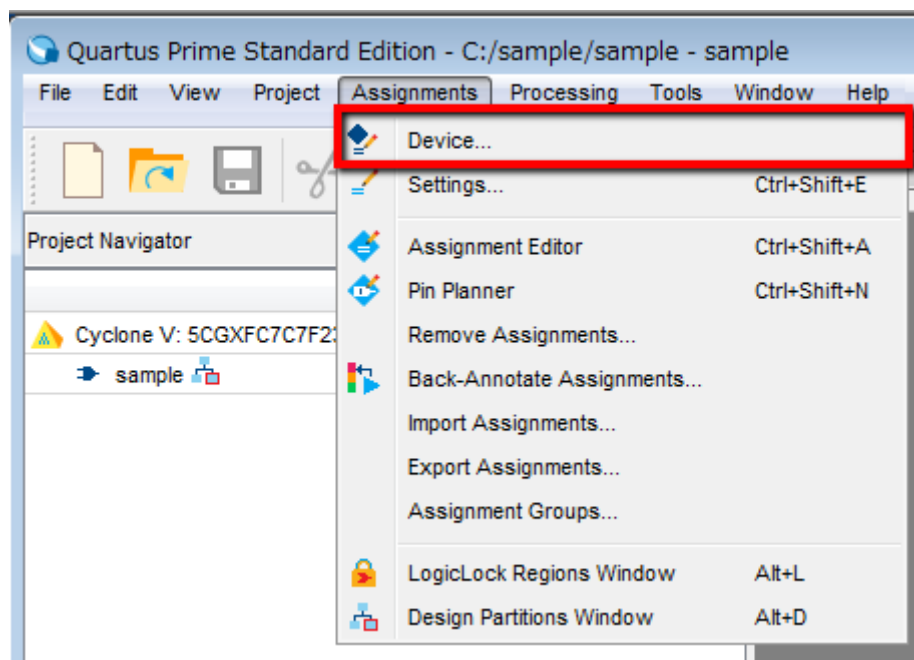 Quartus Prime Standard Edition - C:/sample/sample - sample
File Edit View Project Assignments Processing Tools Window Help
Device...
Settings... Ctrl+Shift+E
Project Navigator
Assignment Editor Ctrl+Shift+A
Pin Planner Ctrl+Shift+N
Cyclone V: 5CGXFC7C7F23
Remove Assignments...
sample
Back-Annotate Assignments...
Import Assignments...
Export Assignments...
Assignment Groups...
LogicLock Regions Window Alt+L
Design Partitions Window Alt+D